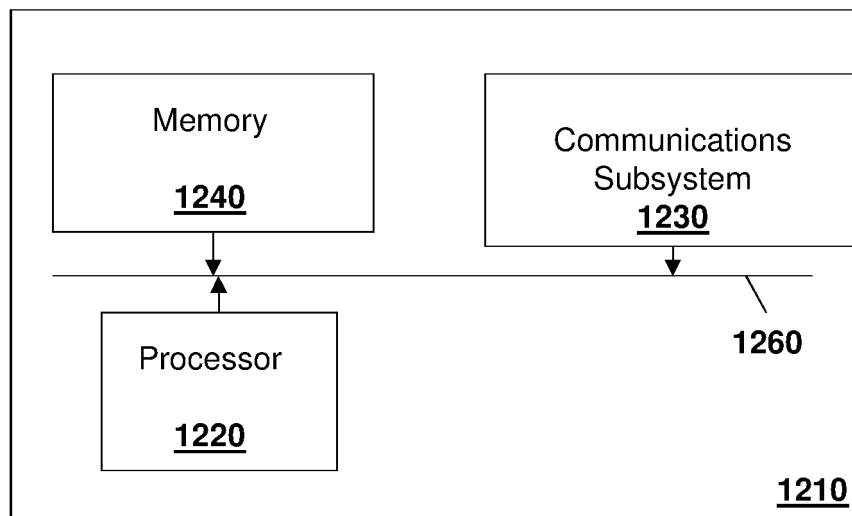 Memory
1240
Communications
Subsystem
1230
1260
Processor
1220
1210